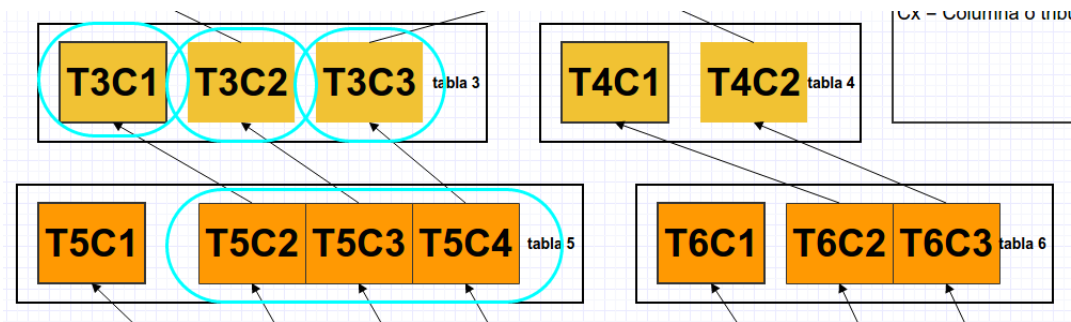 Cx – Columna o
T3C1 T3C2 T3C3 tabla 3
T4C1 T4C2 tabla 4
T5C1 T5C2 T5C3 T5C4 tabla 5
T6C1 T6C2 T6C3 tabla 6